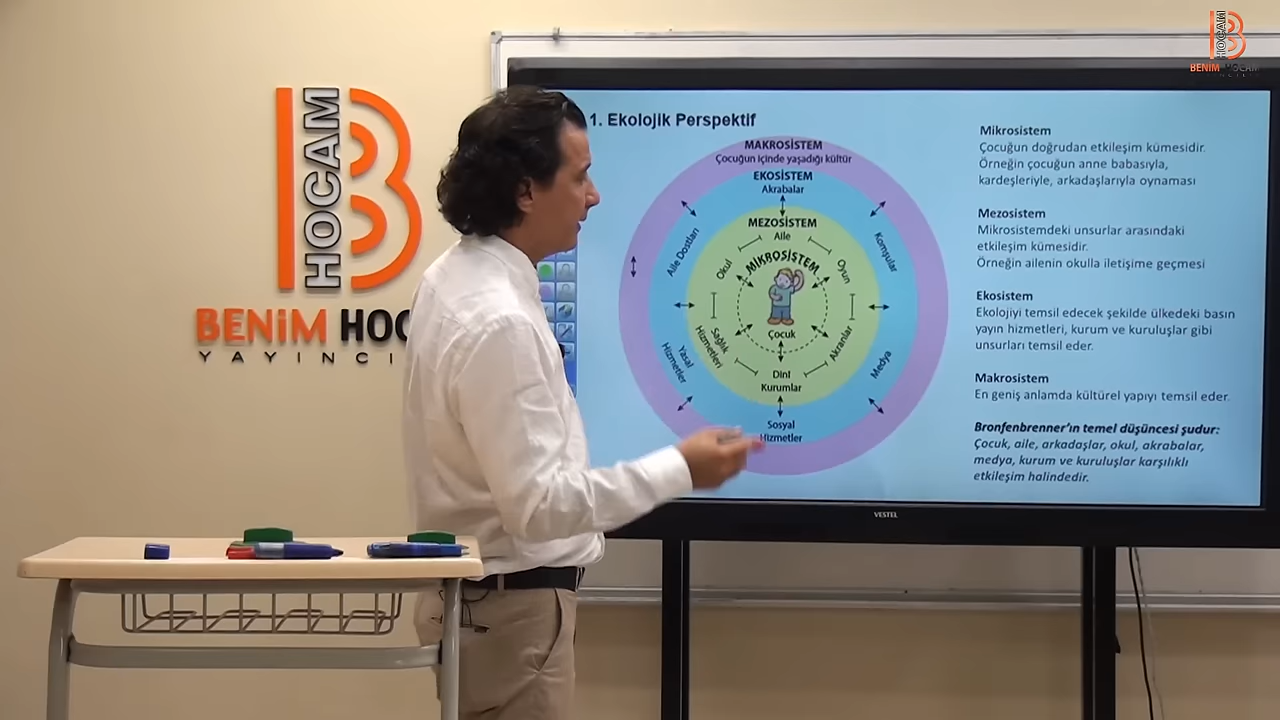 HOCAM
BENİM HOC
YAYINCI
HOCAM
BENİM HOCAM
1. Ekolojik Perspektif
MAKROSİSTEM
Çocuğun içinde yaşadığı kültür
EKOSİSTEM
Akrabalar
MEZOSİSTEM
Aile
MİKROSİSTEM
Okul
Oyun
Aile Dostları
Komşular
Çocuk
Sağlık
Hizmetleri
Akranlar
Yasal
Hizmetler
Medya
Dini
Kurumlar
Sosyal
Hizmetler
Mikrosistem
Çocuğun doğrudan etkileşim kümesidir.
Örneğin çocuğun anne babasıyla,
kardeşleriyle, arkadaşlarıyla oynaması
Mezosistem
Mikrosistemdeki unsurlar arasındaki
etkileşim kümesidir.
Örneğin ailenin okulla iletişime geçmesi
Ekosistem
Ekolojiyi temsil edecek şekilde ülkedeki basın
yayın hizmetleri, kurum ve kuruluşlar gibi
unsurları temsil eder.
Makrosistem
En geniş anlamda kültürel yapıyı temsil eder.
Bronfenbrenner'ın temel düşüncesi şudur:
Çocuk, aile, arkadaşlar, okul, akrabalar,
medya, kurum ve kuruluşlar karşılıklı
etkileşim halindedir.
VESTEL